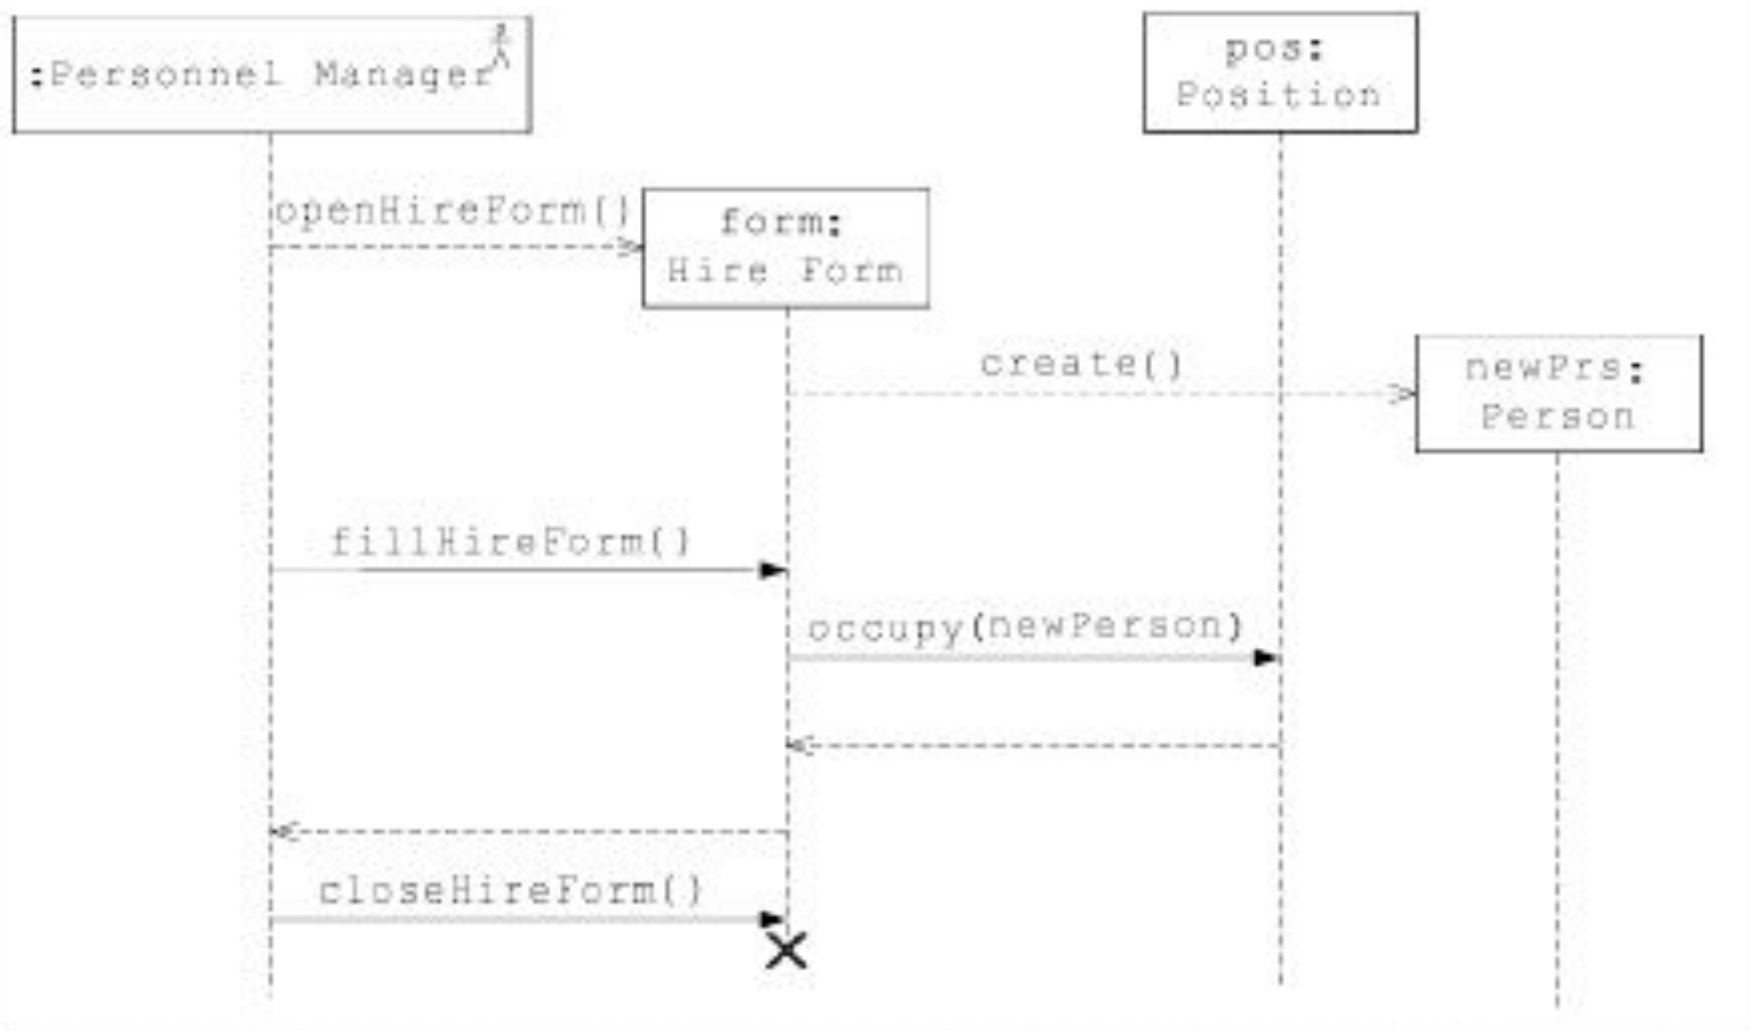 :Personnel Manager
pos:
Position
openHireForm()
form:
Hire Form
create()
newPrs:
Person
fillHireForm()
occupy(newPerson)
closeHireForm()